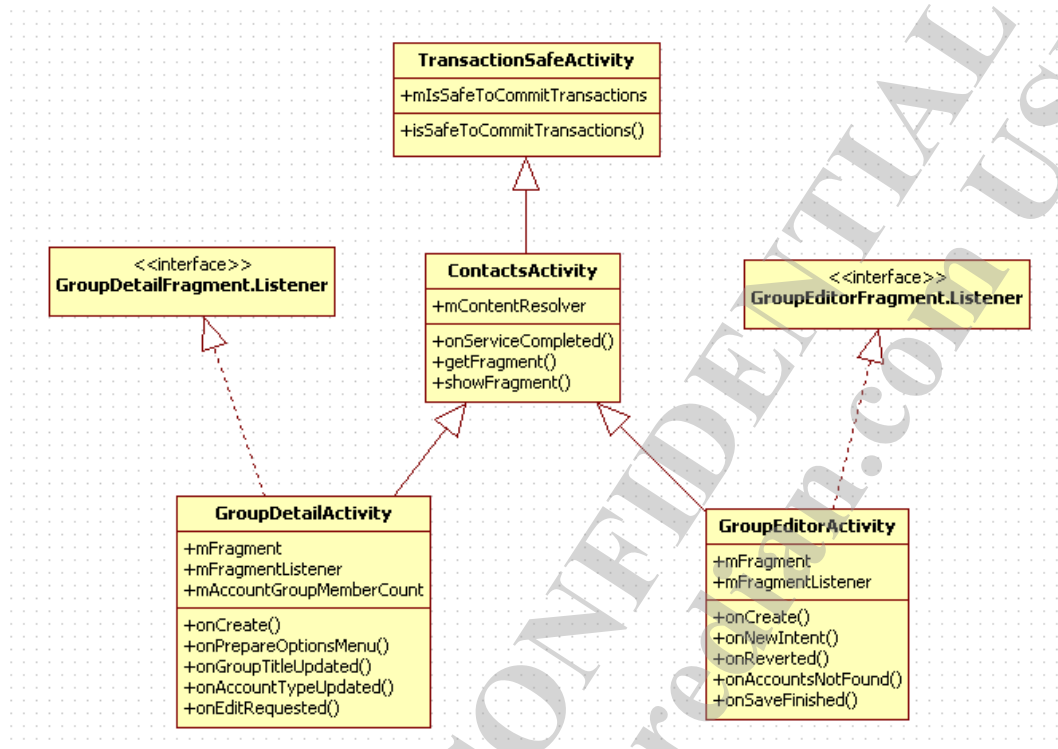 TransactionSafeActivity
+mIsSafeToCommitTransactions
+isSafeToCommitTransactions()
<<interface>>
GroupDetailFragment.Listener
ContactsActivity
+mContentResolver
+onServiceCompleted()
+getFragment()
+showFragment()
<<interface>>
GroupEditorFragment.Listener
GroupDetailActivity
+mFragment
+mFragmentListener
+mAccountGroupMemberCount
+onCreate()
+onPrepareOptionsMenu()
+onGroupTitleUpdated()
+onAccountTypeUpdated()
+onEditRequested()
GroupEditorActivity
+mFragment
+mFragmentListener
+onCreate()
+onNewIntent()
+onReverted()
+onAccountsNotFound()
+onSaveFinished()
CONFIDENTIAL